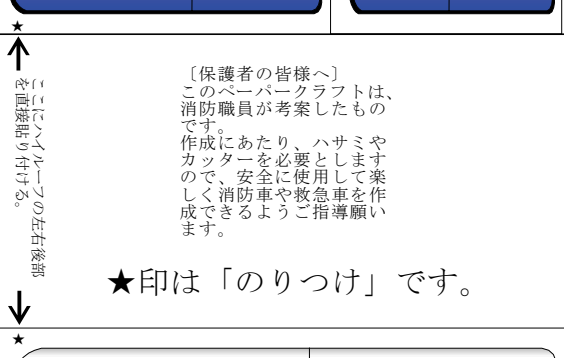 ★
ここにハイルーフの左右後部
を直接貼り付ける。
〔保護者の皆様へ〕
このペーパークラフトは、
消防職員が考案したもの
です。
作成にあたり、ハサミや
カッターを必要とします
ので、安全に使用して楽
しく消防車や救急車を作
成できるようご指導願い
ます。
★印は「のりつけ」です。
★